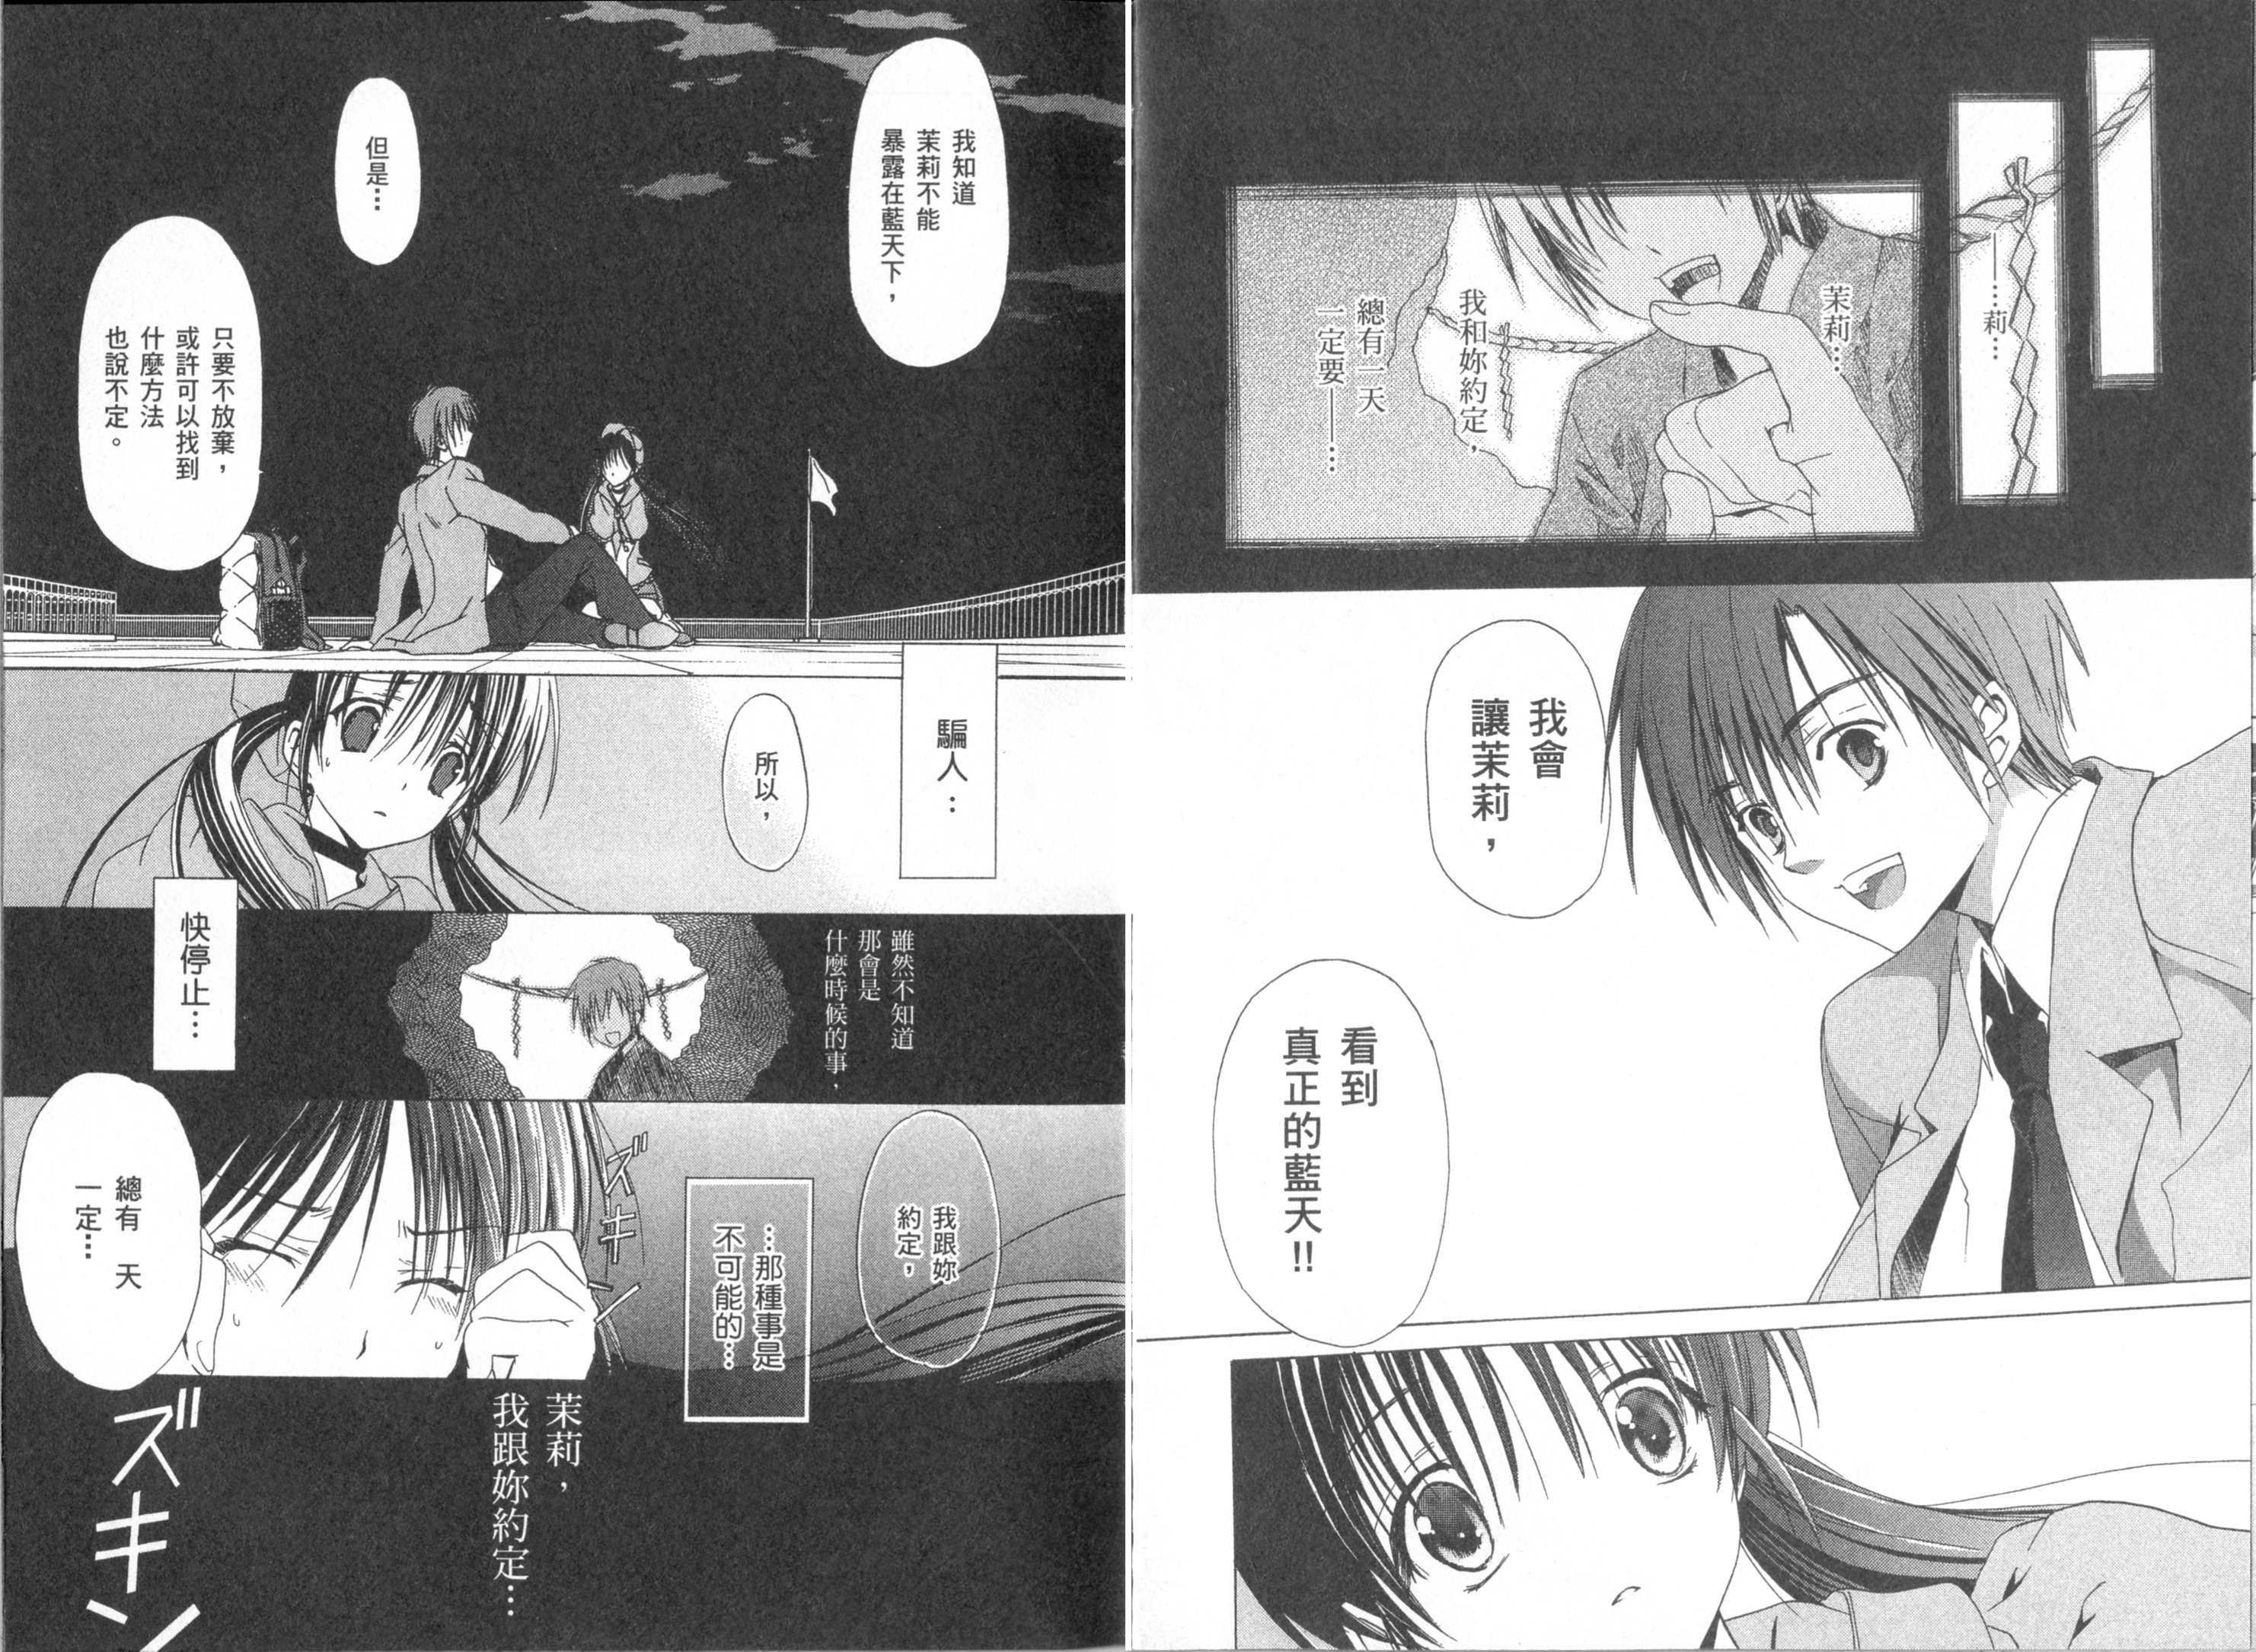 ——…莉…
茉莉…
我和妳約定，
總有一天
一定要——…
我會
讓茉莉，
看到
真正的藍天!!
我知道
茉莉不能
暴露在藍天下，
但是…
只要不放棄，
或許可以找到
什麼方法
也說不定。
騙人…
所以，
雖然不知道
那會是
什麼時候的事，
快停止…
我跟妳
約定，
…那種事是
不可能的…
ズキ
總有 天
一定…
茉莉，
我跟妳約定…
ズキン